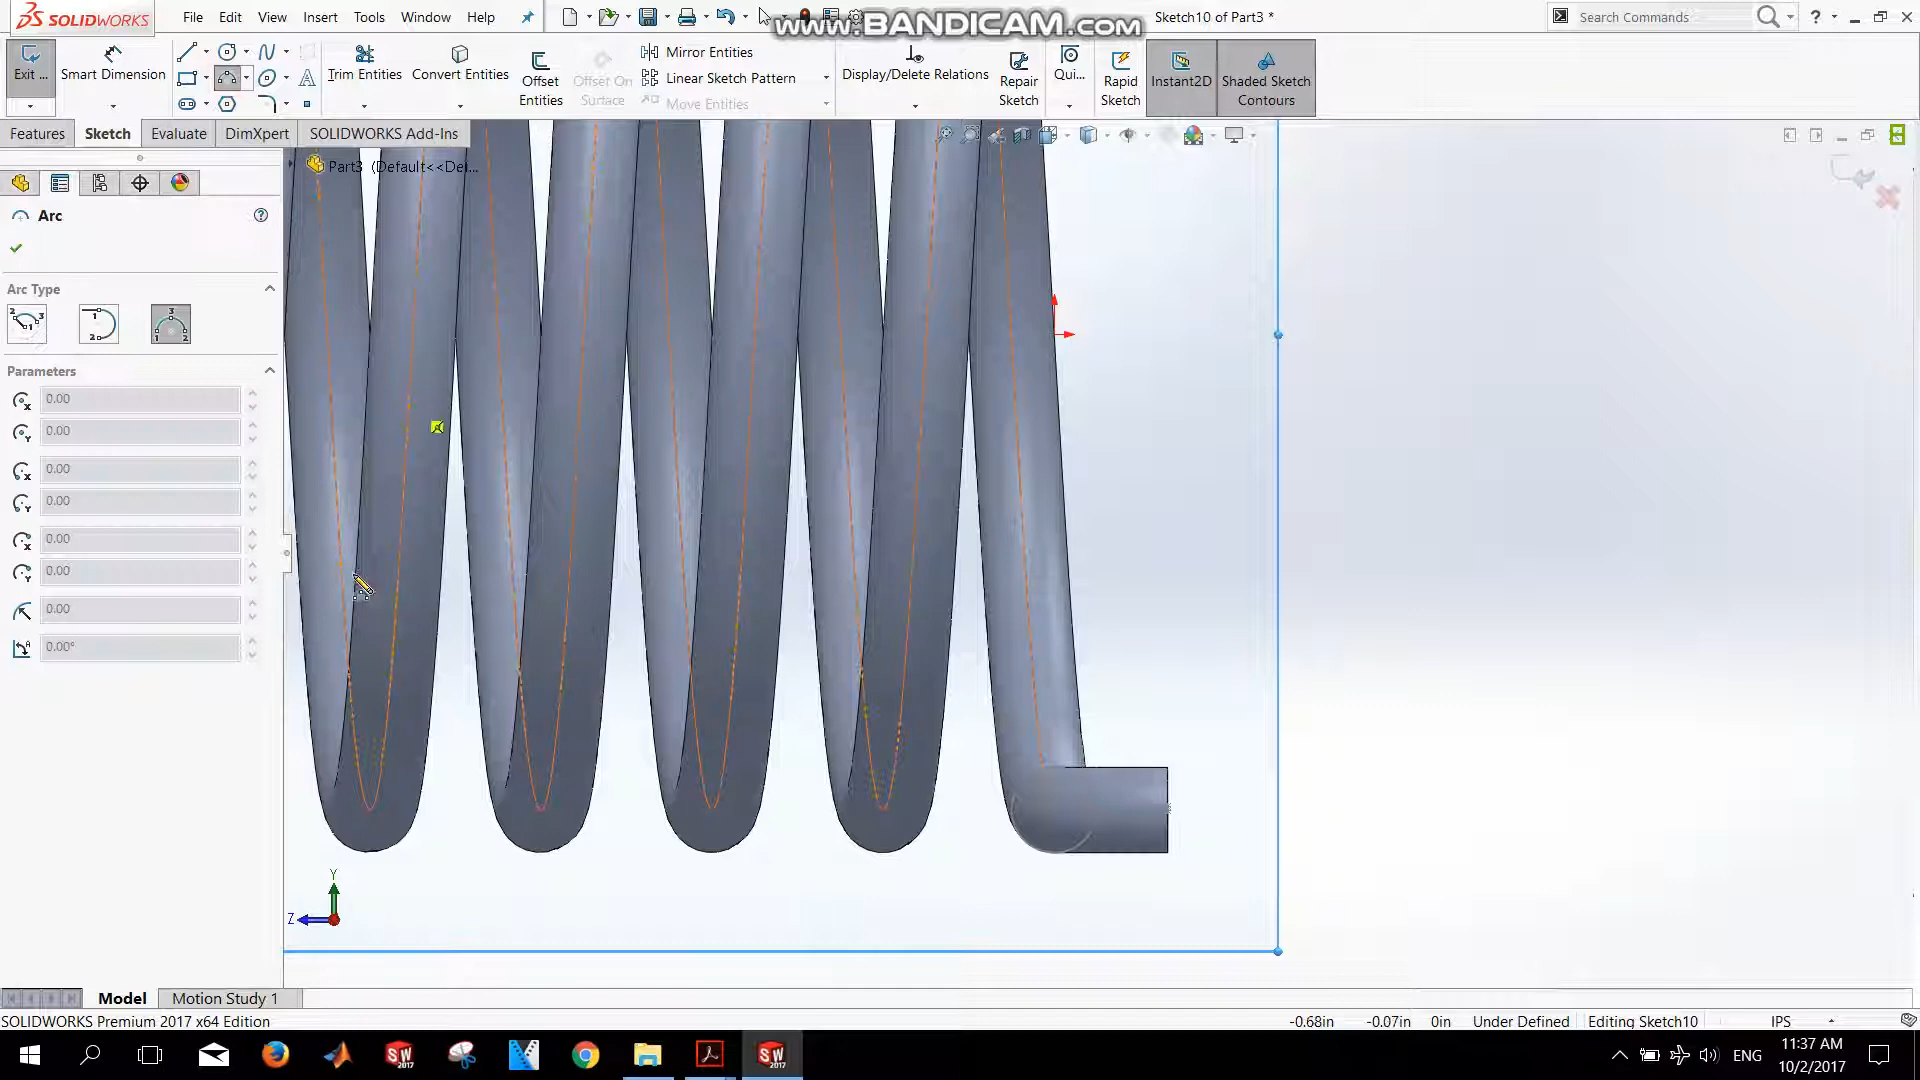 SOLIDWORKS File Edit View Insert Tools Window Help www.BANDICAM.com Sketch10 of Part3 * Search Commands
Exit ... Smart Dimension Trim Entities Convert Entities Offset Entities Offset On Surface Mirror Entities Linear Sketch Pattern Move Entities Display/Delete Relations Repair Sketch Qui... Rapid Sketch Instant2D Shaded Sketch Contours
Features Sketch Evaluate DimXpert SOLIDWORKS Add-Ins
Part3 (Default<<Def...
Arc
Arc Type
Parameters
0.00
0.00
0.00
0.00
0.00
0.00
0.00
0.00°
Y
Z
Model Motion Study 1
SOLIDWORKS Premium 2017 x64 Edition -0.68in -0.07in 0in Under Defined Editing Sketch10 IPS
ENG 11:37 AM
10/2/2017